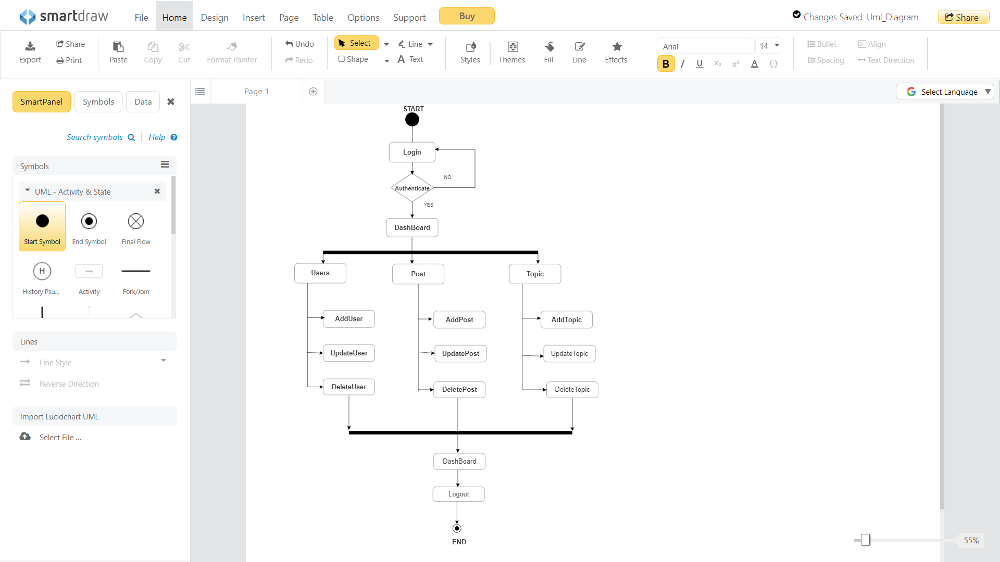 smartdraw
File Home Design Insert Page Table Options Support Buy
Changes Saved: Uml_Diagram
Share
Export
Share
Print
Paste
Copy
Cut
Format Painter
Undo
Redo
Select
Shape
Line
A Text
Styles
Themes
Fill
Line
Effects
Arial
14
B I U x₂ x² A Ω
Bullet
Spacing
Align
Text Direction
SmartPanel Symbols Data
Page 1
Select Language
Search symbols
Help
Symbols
UML - Activity & State
Start Symbol End Symbol Final Flow
H
Activity
History Psu... Activity Fork/Join
Lines
Line Style
Reverse Direction
Import Lucidchart UML
Select File ...
START
Login
NO
Authenticate
YES
DashBoard
Users Post Topic
AddUser AddPost AddTopic
UpdateUser UpdatePost UpdateTopic
DeleteUser DeletePost DeleteTopic
DashBoard
Logout
END
55%